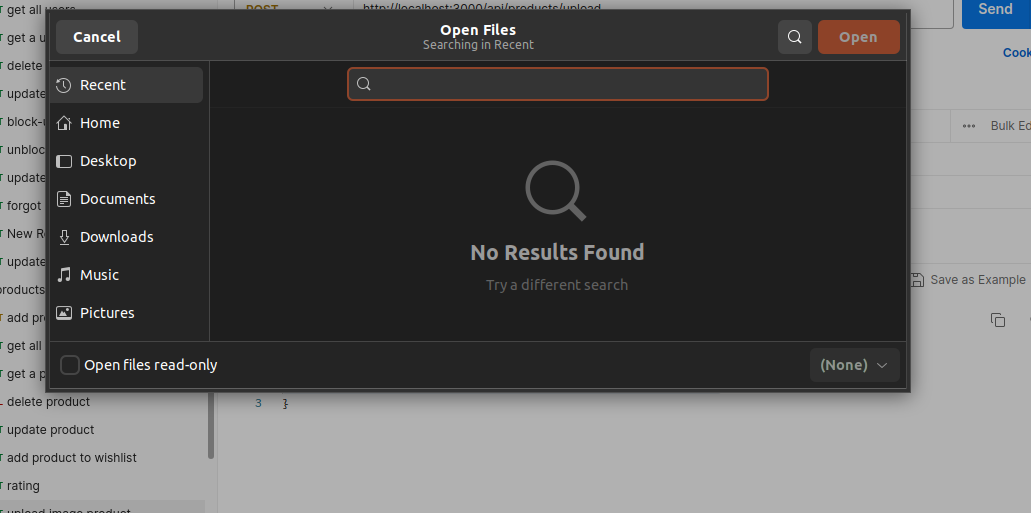 get all users
POST
http://localhost:3000/api/products/upload
Send
Cancel
Open Files
Searching in Recent
Open
get a u
Cook
delete
Recent
update
Home
block-u
Bulk Ed
unbloc
Desktop
update
Documents
forgot
No Results Found
New Re
Downloads
update
Try a different search
Music
products
Save as Example
add pro
Pictures
get all
get a p
Open files read-only
(None)
delete product
3 }
update product
add product to wishlist
rating
upload image product